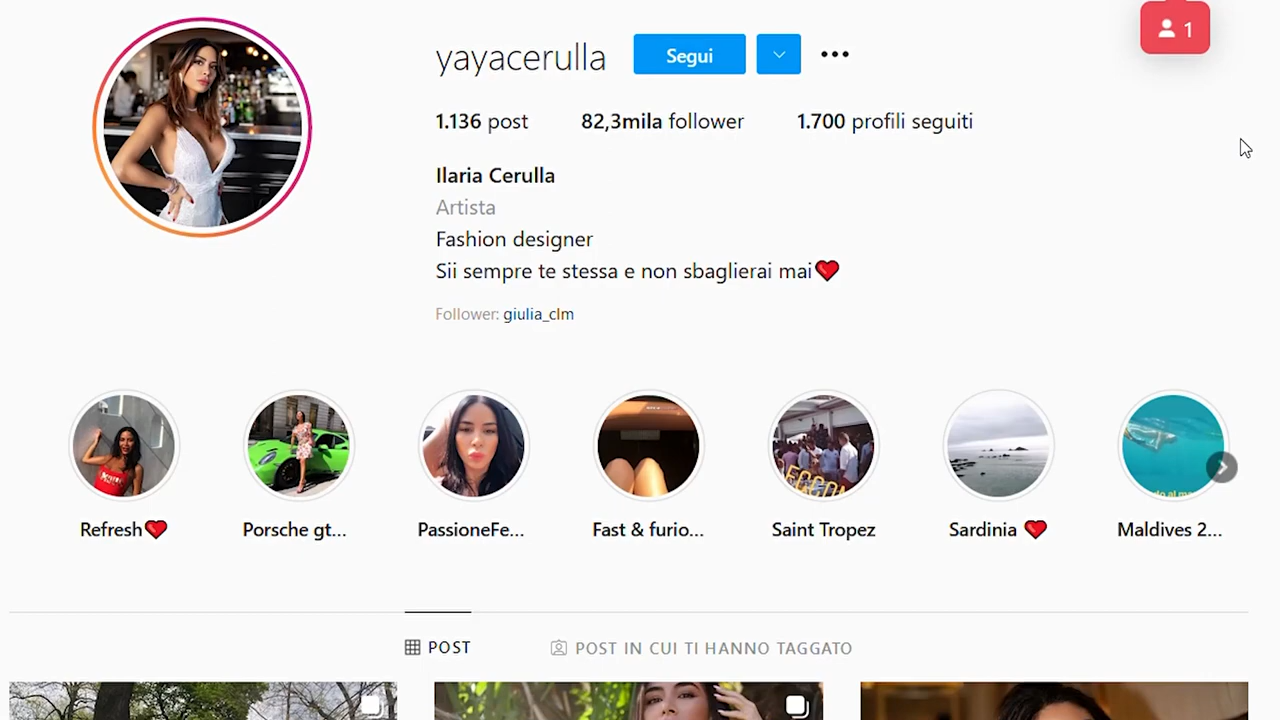 yayacerulla
Segui
1
1.136 post
82,3mila follower
1.700 profili seguiti
Ilaria Cerulla
Artista
Fashion designer
Sii sempre te stessa e non sbaglierai mai❤️
Follower: giulia_clm
Refresh❤️
Porsche gt...
PassioneFe...
Fast & furio...
Saint Tropez
Sardinia ❤️
Maldives 2...
POST
POST IN CUI TI HANNO TAGGATO